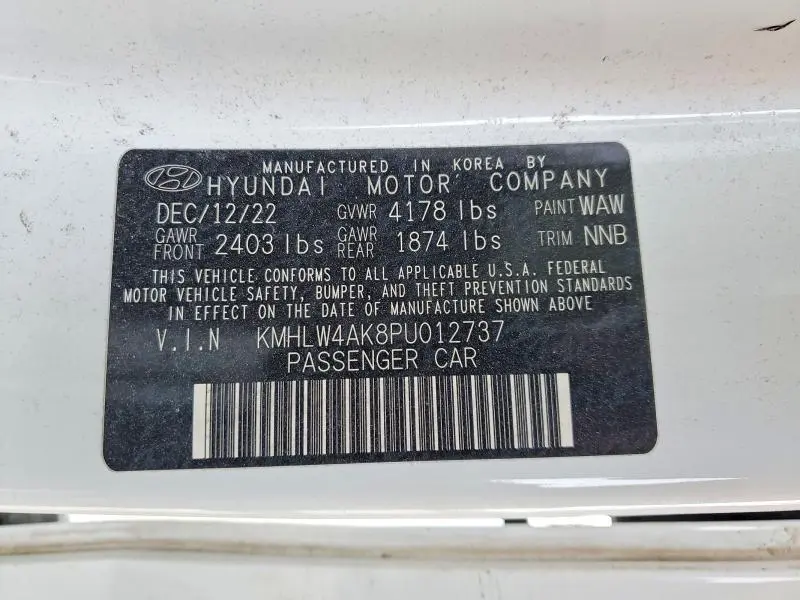 MANUFACTURED IN KOREA BY
HYUNDAI MOTOR COMPANY
DEC/12/22 GVWR 4178 lbs PAINT WAW
GAWR FRONT 2403 lbs GAWR REAR 1874 lbs TRIM NNB
THIS VEHICLE CONFORMS TO ALL APPLICABLE U.S.A. FEDERAL
MOTOR VEHICLE SAFETY, BUMPER, AND THEFT PREVENTION STANDARDS
IN EFFECT ON THE DATE OF MANUFACTURE SHOWN ABOVE
V.I.N KMHLW4AK8PU012737
PASSENGER CAR